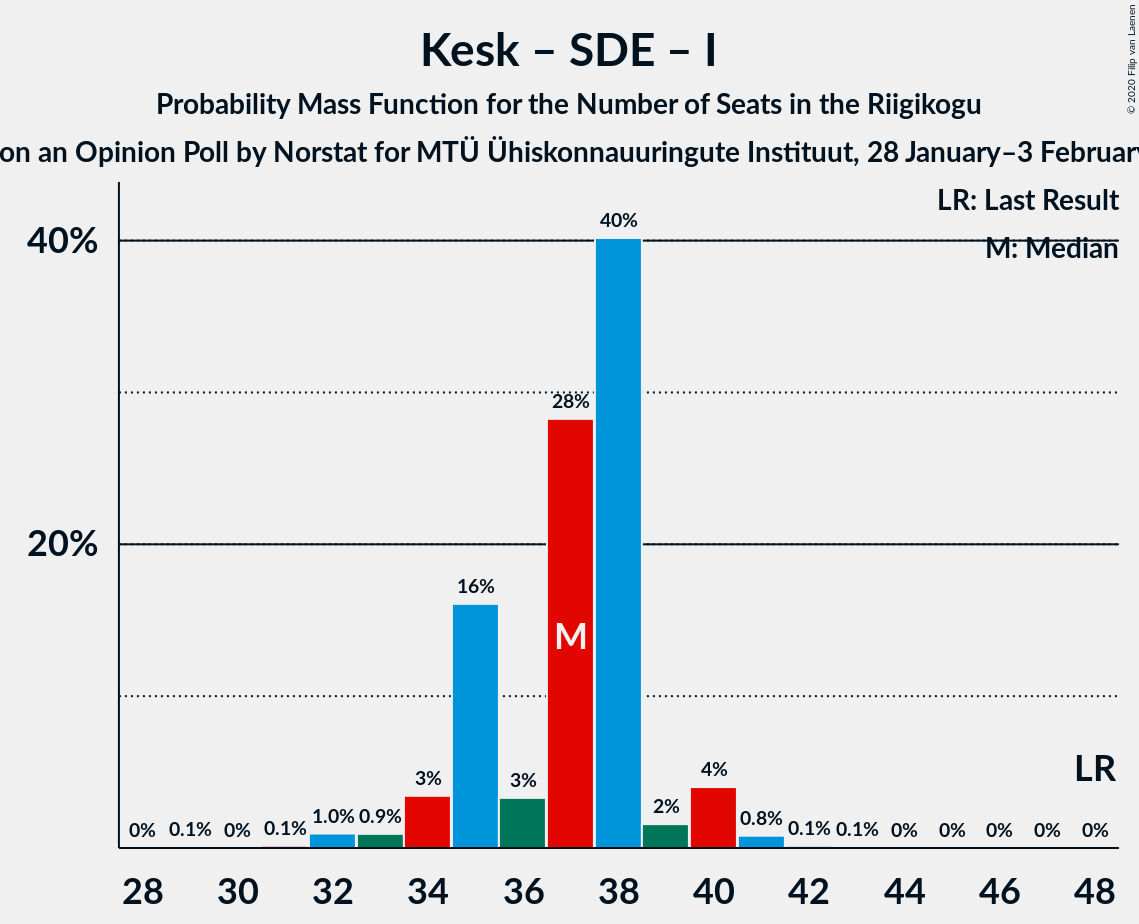 Kesk – SDE – I
Probability Mass Function for the Number of Seats in the Riigikogu
on an Opinion Poll by Norstat for MTÜ Ühiskonnauuringute Instituut, 28 January–3 February
© 2020 Filip van Laenen
LR: Last Result
M: Median
40%
20%
0% 0.1% 0% 0.1% 1.0% 0.9% 3% 16% 3% 28% 40% 2% 4% 0.8% 0.1% 0.1% 0% 0% 0% 0% 0%
M
LR
28 30 32 34 36 38 40 42 44 46 48